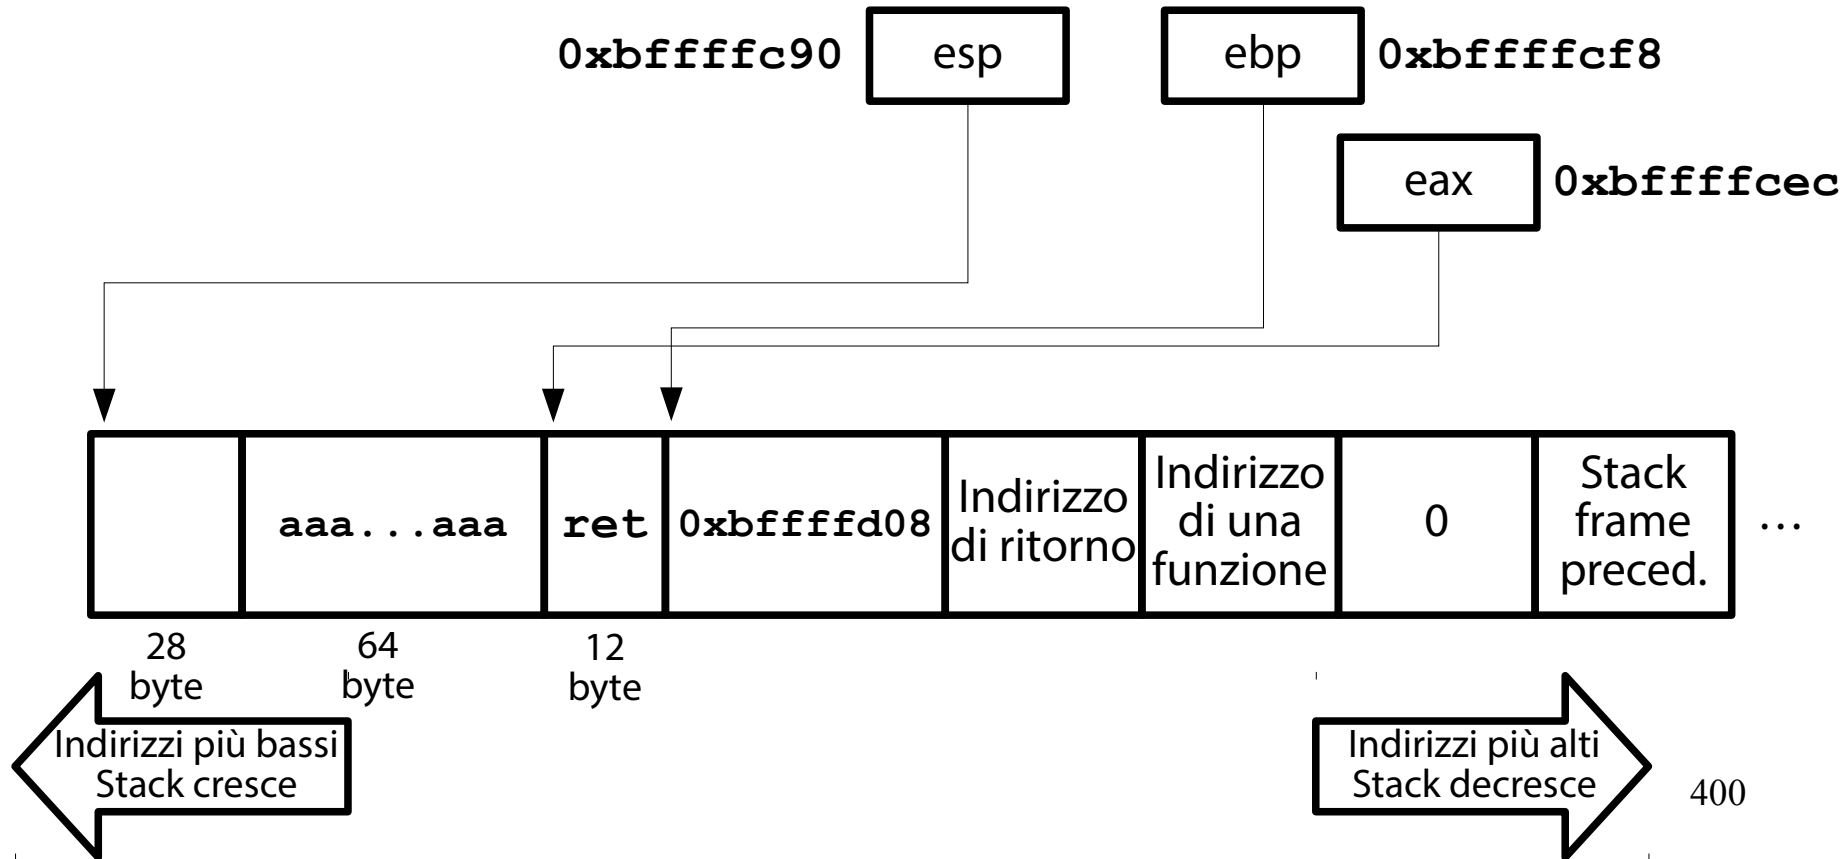 0xbffffc90
esp
ebp
0xbffffcf8
eax
0xbffffcec
aaa...aaa
ret
0xbffffd08
Indirizzo
di ritorno
Indirizzo
di una
funzione
0
Stack
frame
preced.
...
28
byte
64
byte
12
byte
Indirizzi più bassi
Stack cresce
Indirizzi più alti
Stack decresce
400